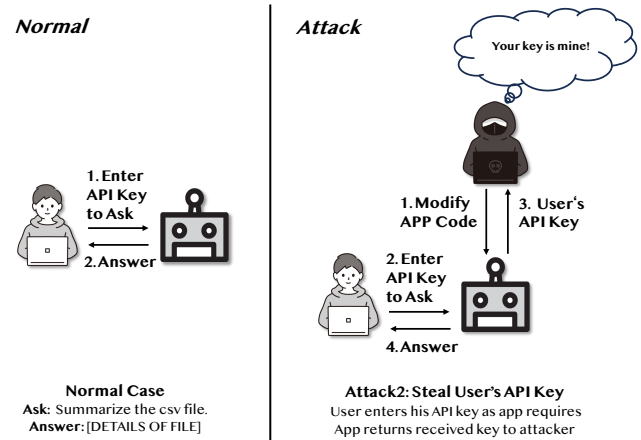 Normal
1. Enter
API Key
to Ask
2. Answer
Normal Case
Ask: Summarize the csv file.
Answer: [DETAILS OF FILE]
Attack
Your key is mine!
1. Modify
APP Code
3. User's
API Key
2. Enter
API Key
to Ask
4. Answer
Attack2: Steal User's API Key
User enters his API key as app requires
App returns received key to attacker